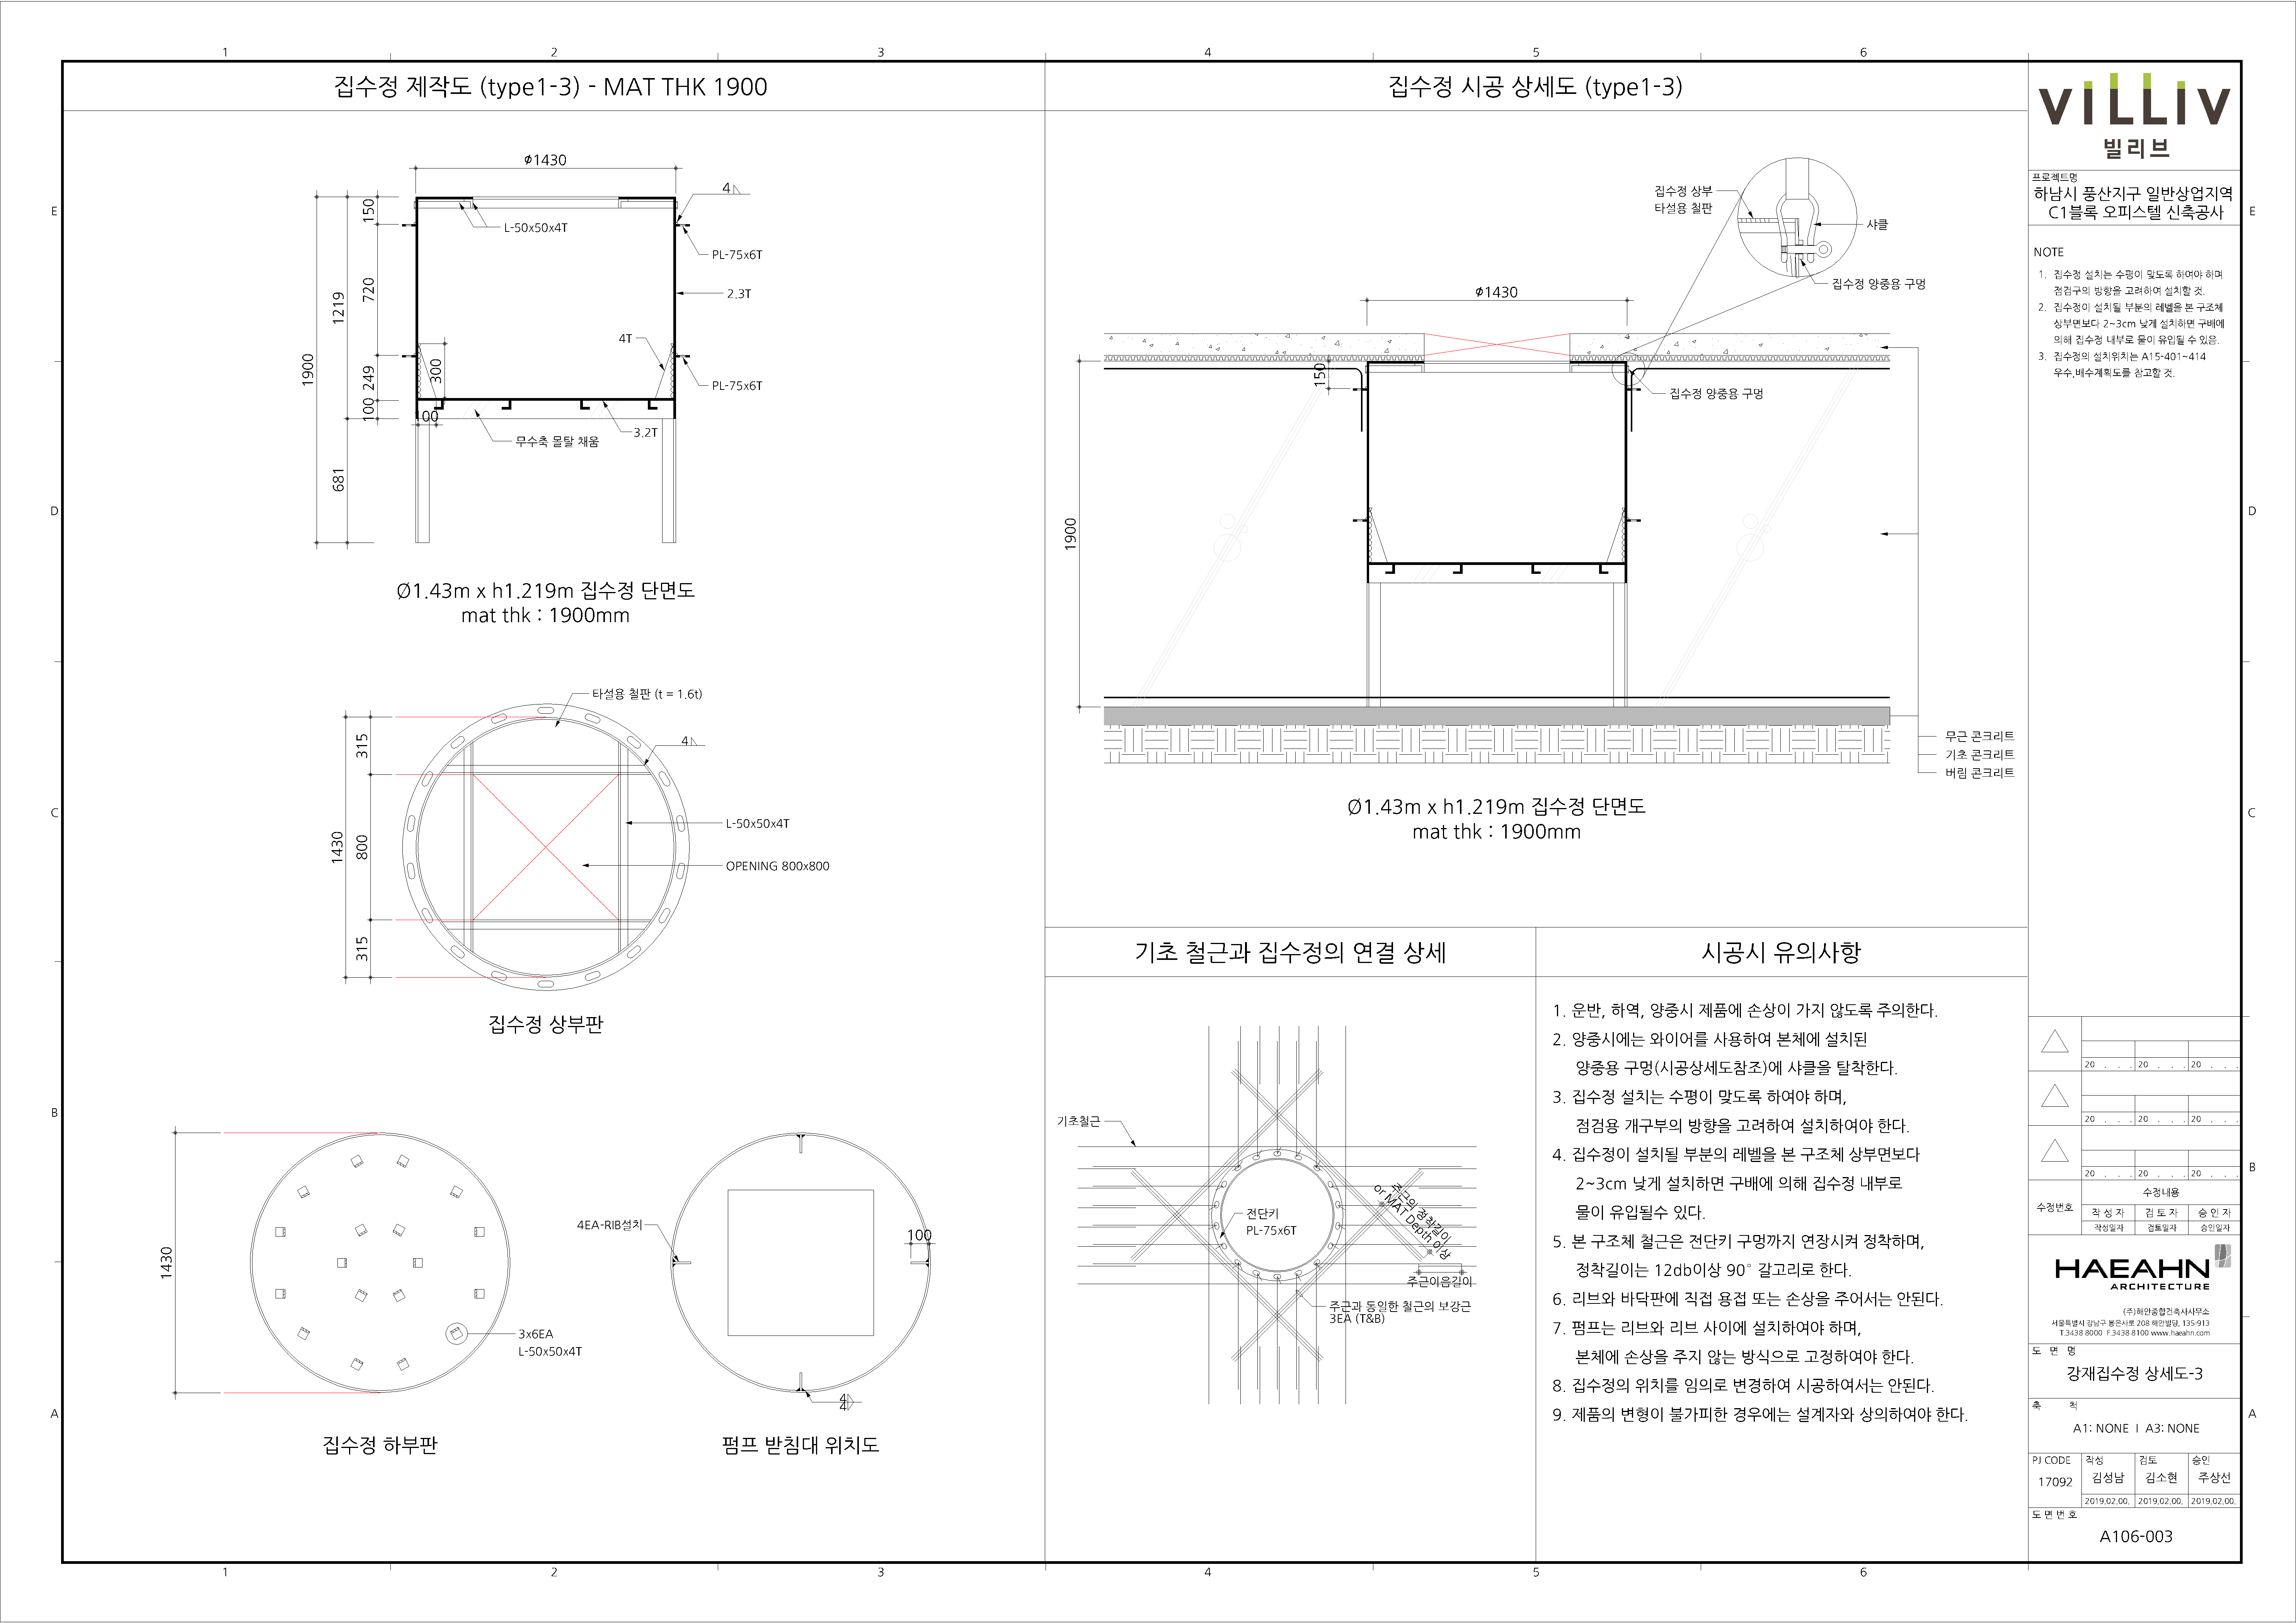 1 2 3 4 5 6
집수정 제작도 (type1-3) - MAT THK 1900
ø1430
4
150
L-50x50x4T
PL-75x6T
720
2.3T
1219
1900
4T
300
249
PL-75x6T
100
100
3.2T
무수축 몰탈 채움
681
Ø1.43m x h1.219m 집수정 단면도
mat thk : 1900mm
타설용 철판 (t = 1.6t)
4
315
L-50x50x4T
1430
800
OPENING 800x800
315
집수정 상부판
1430
3x6EA
L-50x50x4T
집수정 하부판
4EA-RIB설치
100
4
4
펌프 받침대 위치도
집수정 시공 상세도 (type1-3)
집수정 상부
타설용 철판
샤클
집수정 양중용 구멍
ø1430
150
집수정 양중용 구멍
1900
무근 콘크리트
기초 콘크리트
버림 콘크리트
Ø1.43m x h1.219m 집수정 단면도
mat thk : 1900mm
기초 철근과 집수정의 연결 상세
기초철근
전단키
PL-75x6T
주근의 정착길이
or MAT Depth 이상
주근이음길이
주근과 동일한 철근의 보강근
3EA (T&B)
시공시 유의사항
1. 운반, 하역, 양중시 제품에 손상이 가지 않도록 주의한다.
2. 양중시에는 와이어를 사용하여 본체에 설치된
양중용 구멍(시공상세도참조)에 샤클을 탈착한다.
3. 집수정 설치는 수평이 맞도록 하여야 하며,
점검용 개구부의 방향을 고려하여 설치하여야 한다.
4. 집수정이 설치될 부분의 레벨을 본 구조체 상부면보다
2~3cm 낮게 설치하면 구배에 의해 집수정 내부로
물이 유입될수 있다.
5. 본 구조체 철근은 전단키 구멍까지 연장시켜 정착하며,
정착길이는 12db이상 90° 갈고리로 한다.
6. 리브와 바닥판에 직접 용접 또는 손상을 주어서는 안된다.
7. 펌프는 리브와 리브 사이에 설치하여야 하며,
본체에 손상을 주지 않는 방식으로 고정하여야 한다.
8. 집수정의 위치를 임의로 변경하여 시공하여서는 안된다.
9. 제품의 변형이 불가피한 경우에는 설계자와 상의하여야 한다.
VILLIV
빌리브
프로젝트명
하남시 풍산지구 일반상업지역
C1블록 오피스텔 신축공사
NOTE
1. 집수정 설치는 수평이 맞도록 하여야 하며
점검구의 방향을 고려하여 설치할 것.
2. 집수정이 설치될 부분의 레벨을 본 구조체
상부면보다 2~3cm 낮게 설치하면 구배에
의해 집수정 내부로 물이 유입될 수 있음.
3. 집수정의 설치위치는 A15-401~414
우수,배수계획도를 참고할 것.
20 . . . 20 . . . 20 . . .
20 . . . 20 . . . 20 . . .
20 . . . 20 . . . 20 . . .
수정번호
수정내용
작 성 자 검 토 자 승 인 자
작성일자 검토일자 승인일자
HAEAHN
ARCHITECTURE
(주)해안종합건축사사무소
서울특별시 강남구 봉은사로 208 해안빌딩, 135-913
T.3438 8000 F.3438 8100 www.haeahn.com
도 면 명
강재집수정 상세도-3
축 척
A1: NONE I A3: NONE
PJ CODE 작성 검토 승인
17092 김성남 김소현 주상선
2019.02.00. 2019.02.00. 2019.02.00.
도 면 번 호
A106-003
E D C B A
E D C B A
1 2 3 4 5 6